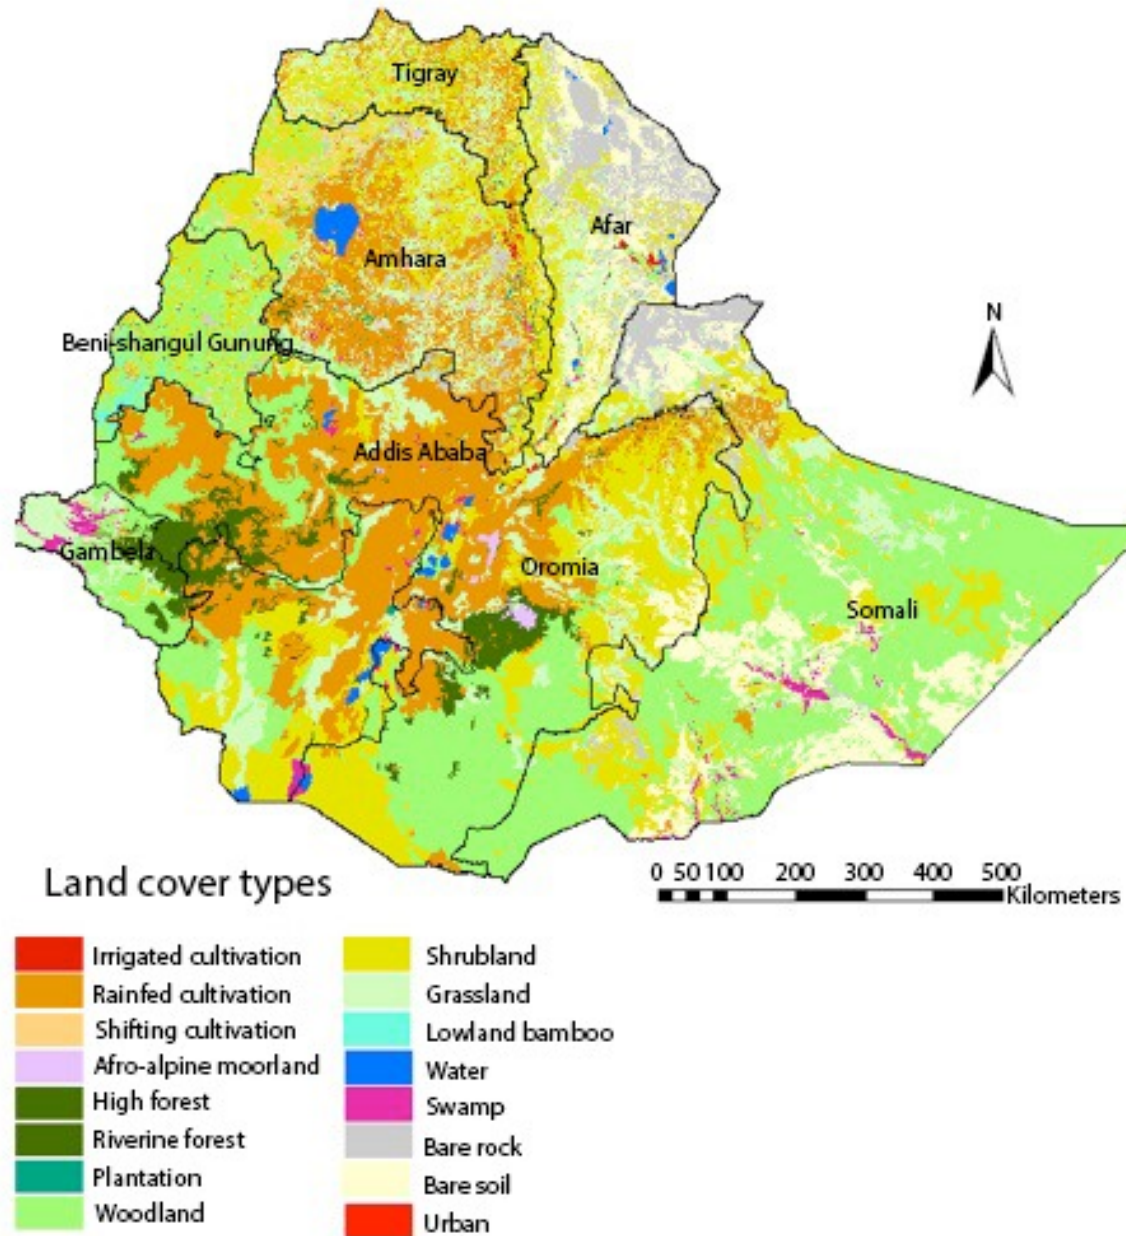 Tigray
Afar
Amhara
N
Beni-shangul Gunung
Addis Ababa
Gambela
Oromia
Somali
Land cover types
0 50 100 200 300 400 500
Kilometers
Irrigated cultivation
Rainfed cultivation
Shifting cultivation
Afro-alpine moorland
High forest
Riverine forest
Plantation
Woodland
Shrubland
Grassland
Lowland bamboo
Water
Swamp
Bare rock
Bare soil
Urban